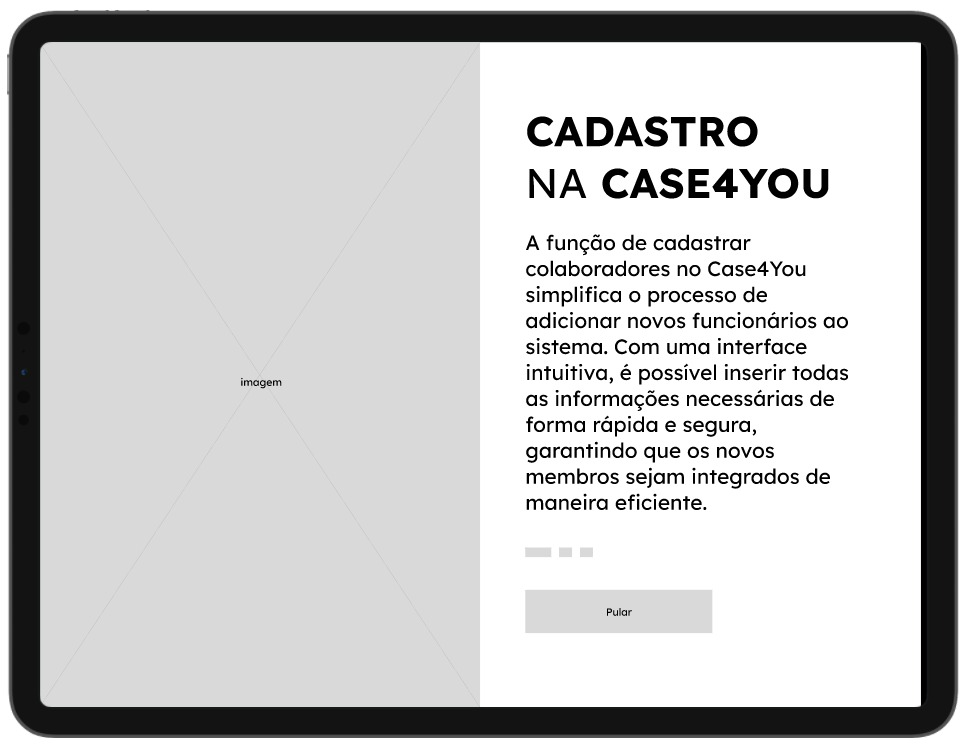 imagem
CADASTRO
NA CASE4YOU
A função de cadastrar
colaboradores no Case4You
simplifica o processo de
adicionar novos funcionários ao
sistema. Com uma interface
intuitiva, é possível inserir todas
as informações necessárias de
forma rápida e segura,
garantindo que os novos
membros sejam integrados de
maneira eficiente.
Pular